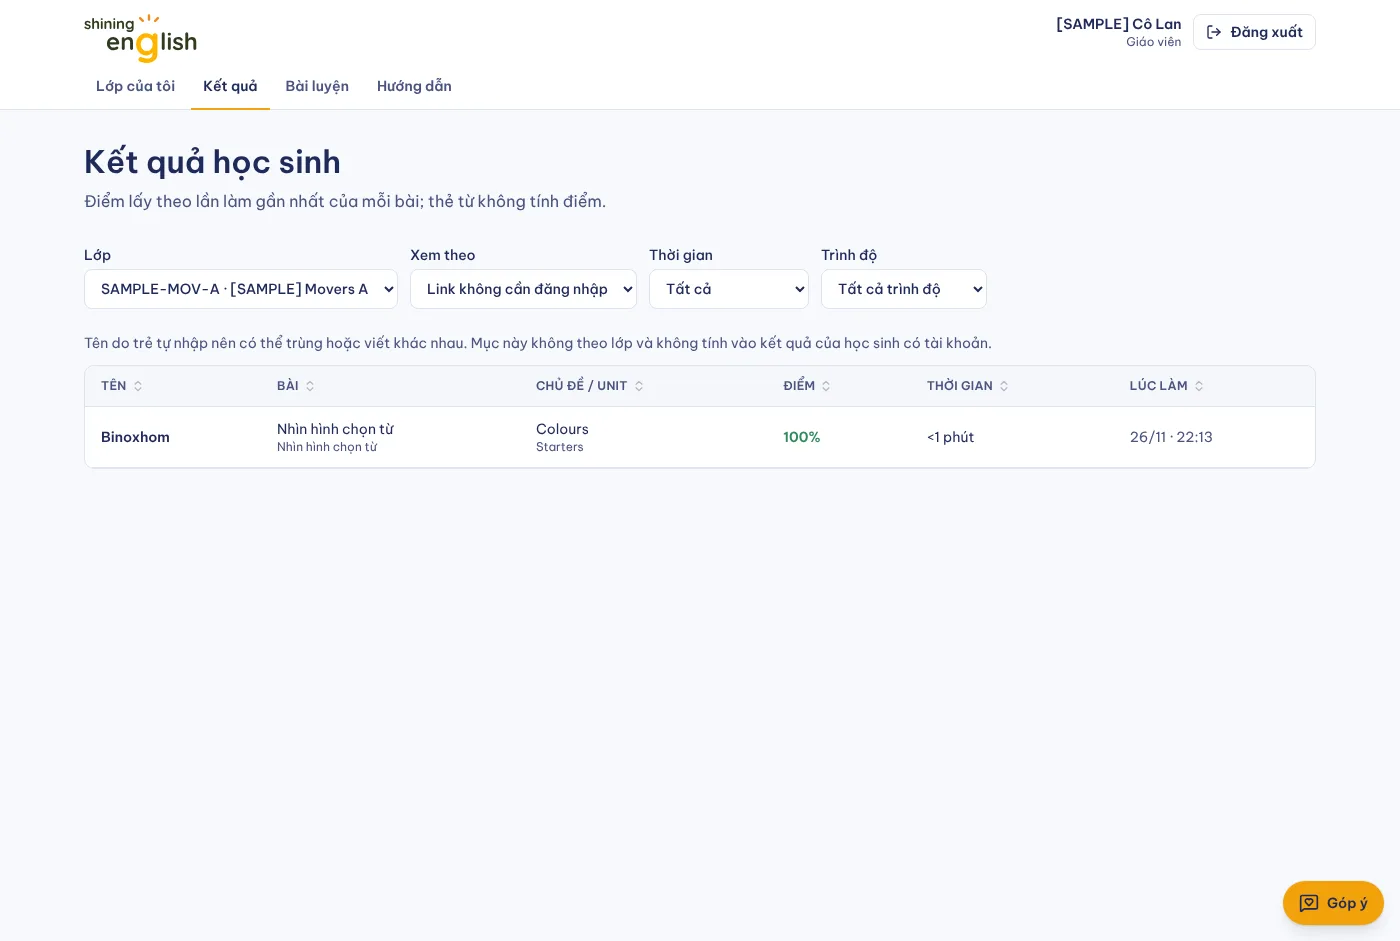 shining
english
[SAMPLE] Cô Lan
Giáo viên
Đăng xuất
Lớp của tôi
Kết quả
Bài luyện
Hướng dẫn
Kết quả học sinh
Điểm lấy theo lần làm gần nhất của mỗi bài; thẻ từ không tính điểm.
Lớp
Xem theo
Thời gian
Trình độ
SAMPLE-MOV-A · [SAMPLE] Movers A
Link không cần đăng nhập
Tất cả
Tất cả trình độ
Tên do trẻ tự nhập nên có thể trùng hoặc viết khác nhau. Mục này không theo lớp và không tính vào kết quả của học sinh có tài khoản.
TÊN
BÀI
CHỦ ĐỀ / UNIT
ĐIỂM
THỜI GIAN
LÚC LÀM
Binoxhom
Nhìn hình chọn từ
Nhìn hình chọn từ
Colours
Starters
100%
<1 phút
26/11 · 22:13
Góp ý